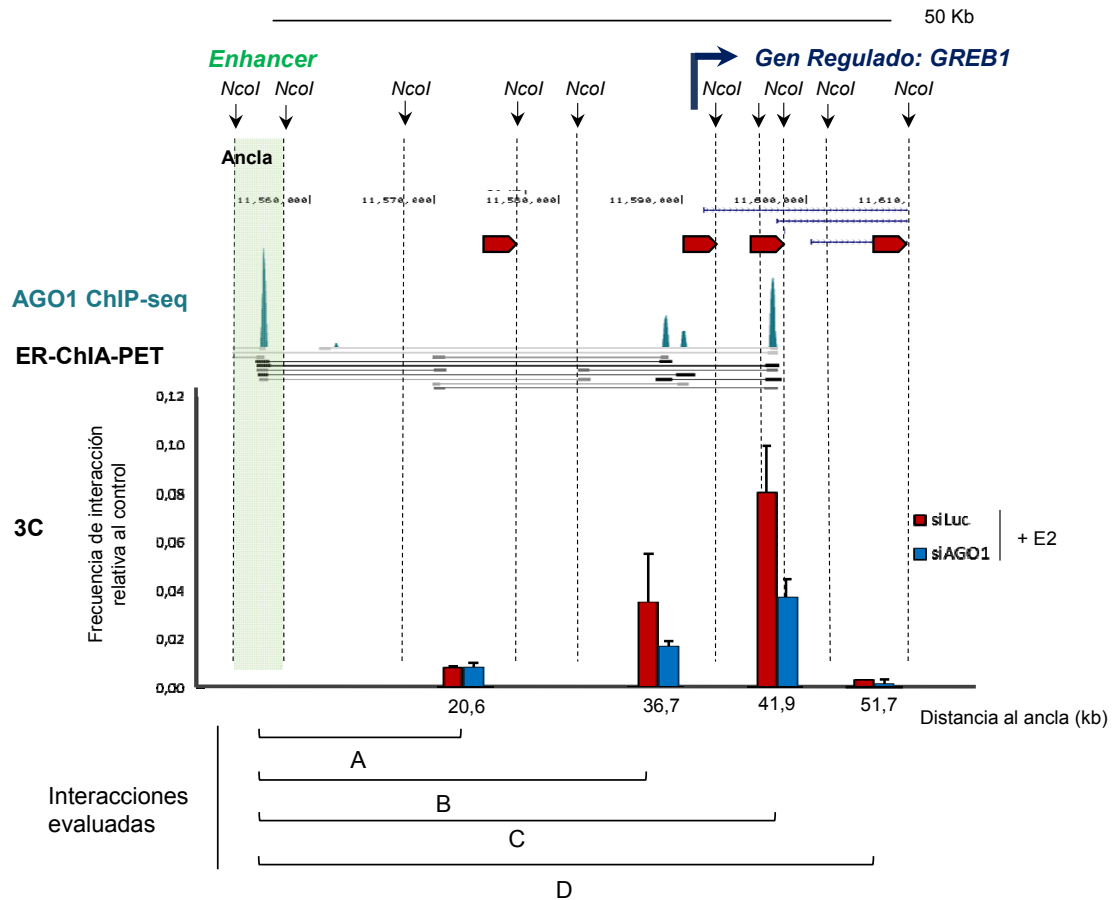 50 Kb
Enhancer
Gen Regulado: GREB1
NcoI NcoI NcoI NcoI NcoI NcoI NcoI NcoI NcoI
Ancla
11,560,000| 11,570,000| 11,580,000| 11,590,000| 11,600,000| 11,610,
AGO1 ChIP-seq
ER-ChIA-PET
3C
Frecuencia de interacción
relativa al control
0,12
0,10
0,08
0,06
0,04
0,02
0,00
siLuc
siAGO1
+ E2
20,6 36,7 41,9 51,7
Distancia al ancla (kb)
Interacciones
evaluadas
A
B
C
D